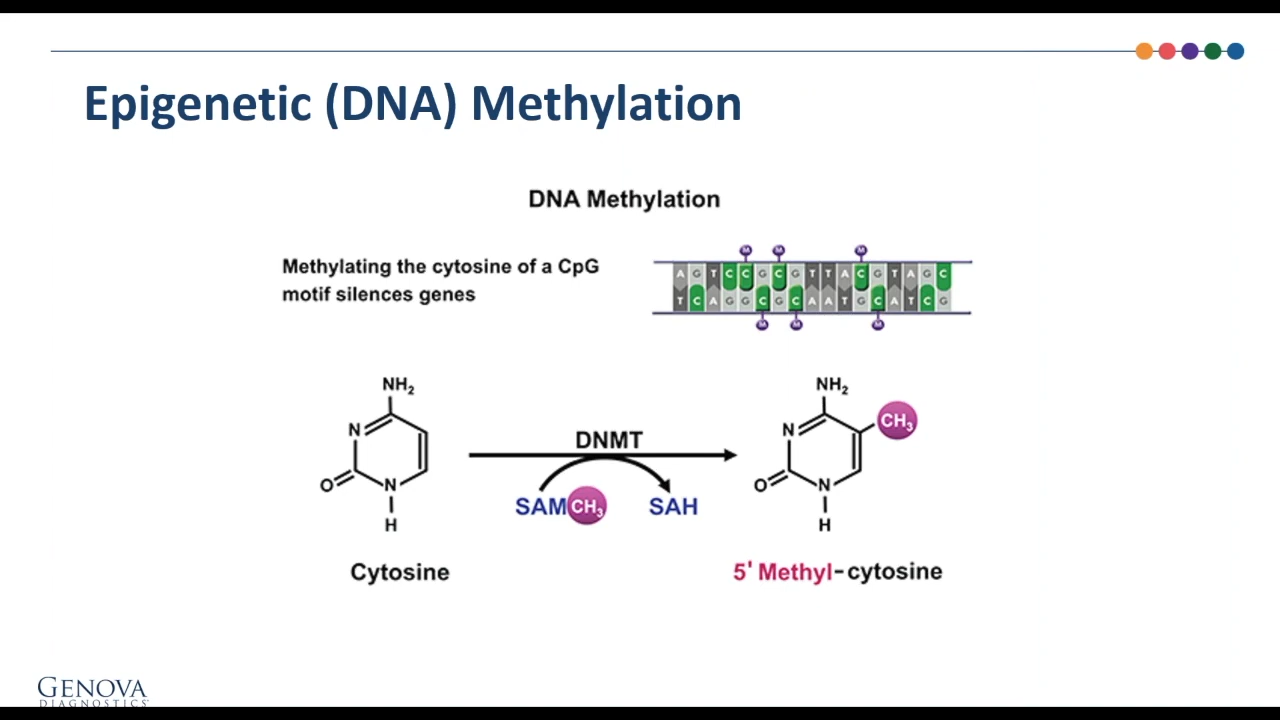 Epigenetic (DNA) Methylation
DNA Methylation
Methylating the cytosine of a CpG
motif silences genes
M M M
A G T C C G C G T T A C G T A G C
T C A G G C G C A A T G C A T C G
M M M
NH2
N
O
N
H
Cytosine
DNMT
SAM CH3
SAH
NH2
CH3
N
O
N
H
5' Methyl-cytosine
GENOVA
DIAGNOSTICS